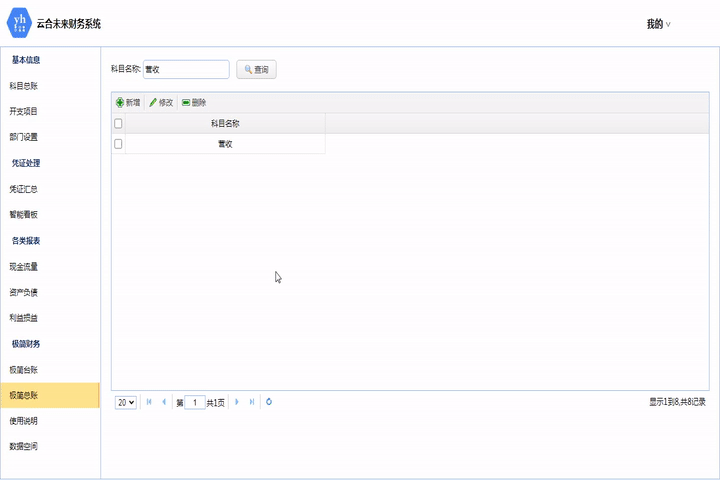 yh
云合未来财务系统
我的 ∨
基本信息
科目总账
开支项目
部门设置
凭证处理
凭证汇总
智能看板
各类报表
现金流量
资产负债
利益损益
极简财务
极简台账
极简总账
使用说明
数据空间
科目名称: 营收 查询
新增 修改 删除
科目名称
营收
20 第 1 共1页 显示1到8,共8记录